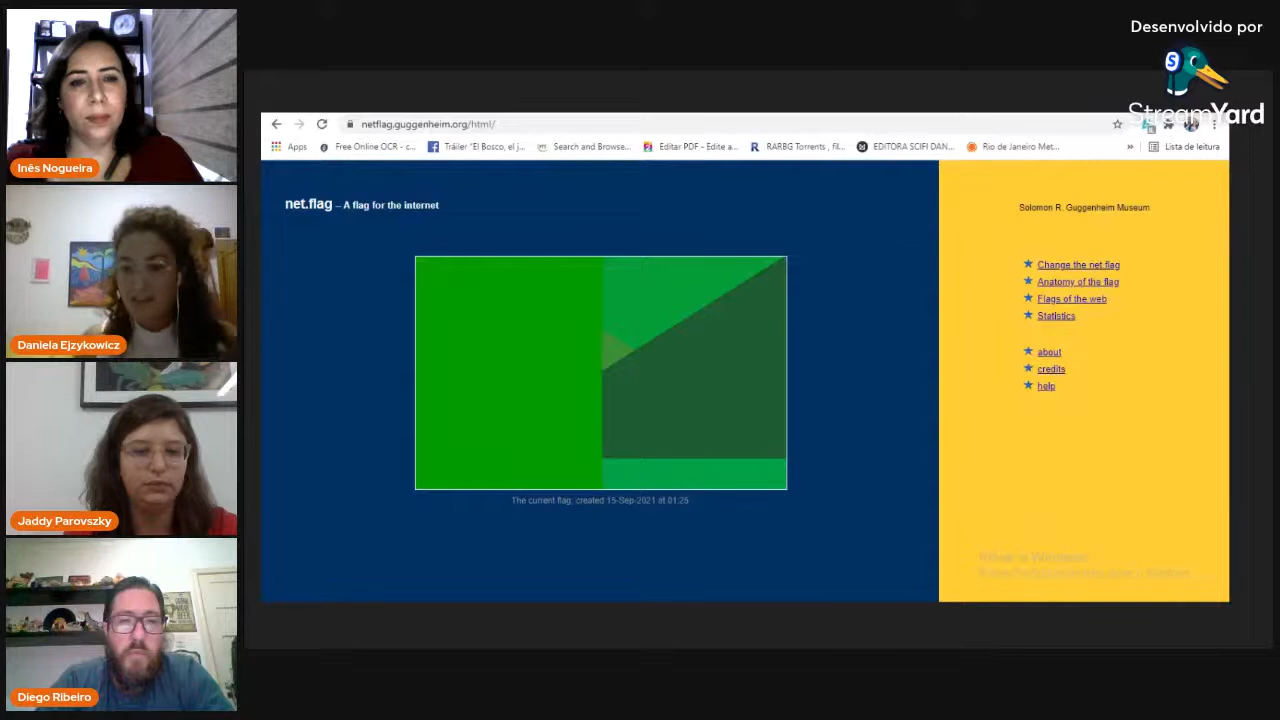 Desenvolvido por
StreamYard
Inês Nogueira
Daniela Ejzykowicz
Jaddy Parovszky
Diego Ribeiro
netflag.guggenheim.org/html/
Apps
Free Online OCR - c...
Tráiler "El Bosco, el j...
Search and Browse...
Editar PDF - Edite a...
RARBG Torrents , fil...
EDITORA SCIFI DAN...
Rio de Janeiro Met...
»
Lista de leitura
net.flag – A flag for the internet
The current flag: created 15-Sep-2021 at 01:25
Solomon R. Guggenheim Museum
Change the net.flag
Anatomy of the flag
Flags of the web
Statistics
about
credits
help